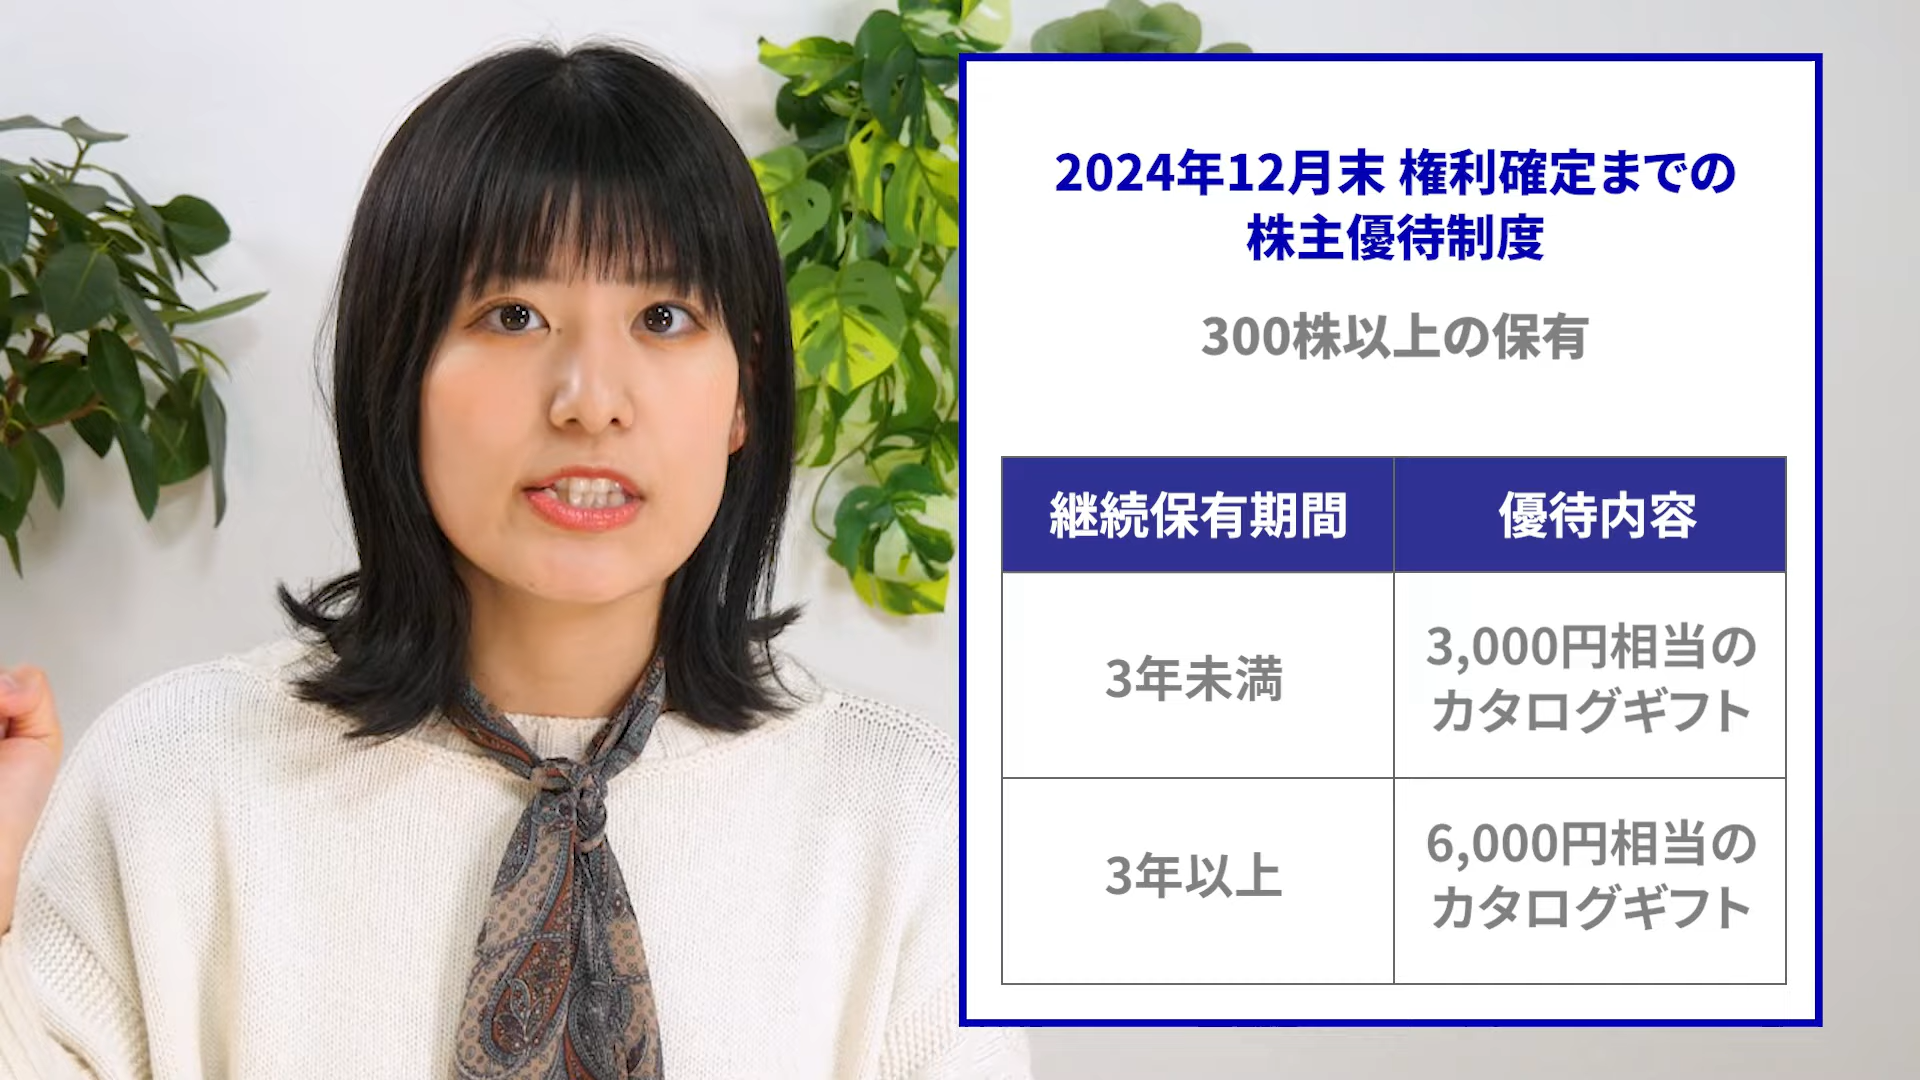 2024年12月末 権利確定までの
株主優待制度
300株以上の保有
継続保有期間 優待内容
3年未満
3,000円相当の
カタログギフト
3年以上
6,000円相当の
カタログギフト